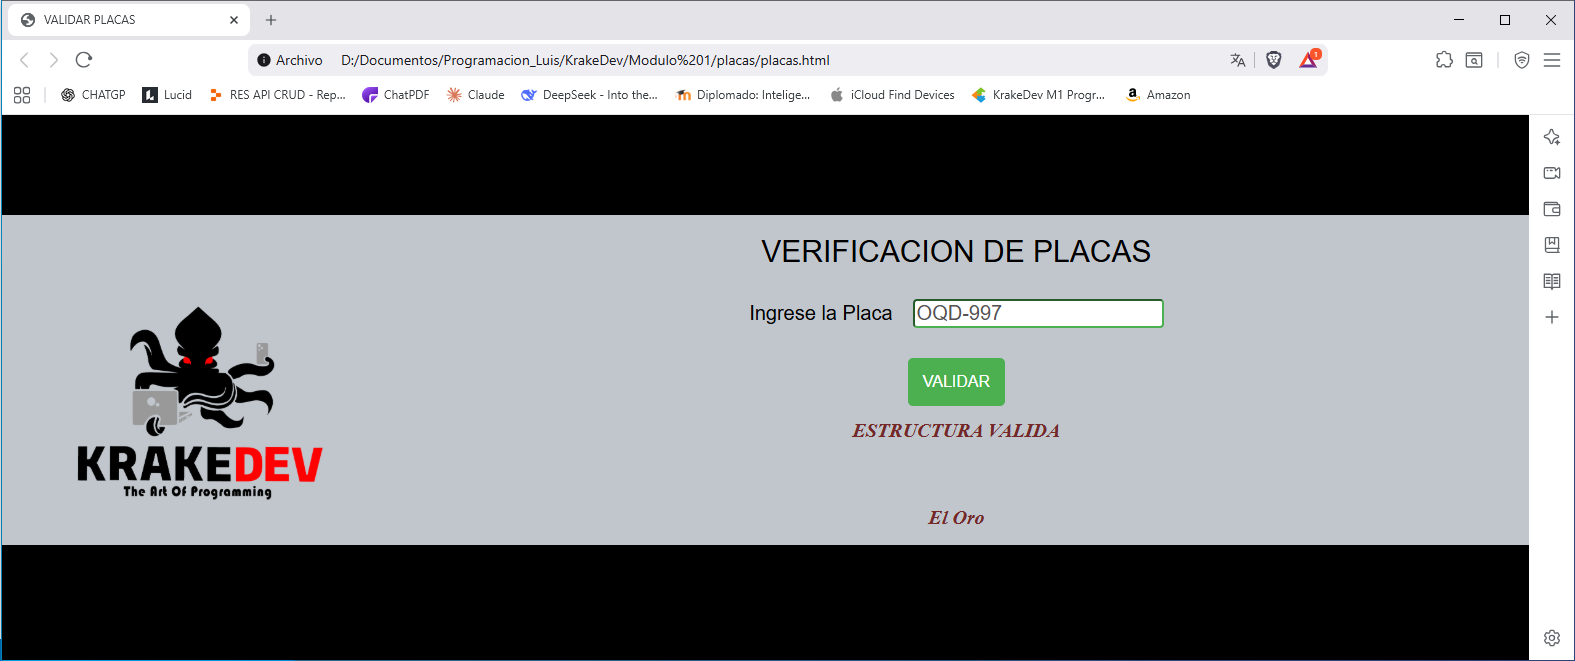 VALIDAR PLACAS
Archivo D:/Documentos/Programacion_Luis/KrakeDev/Modulo%201/placas/placas.html
1
CHATGP Lucid RES API CRUD - Rep... ChatPDF Claude DeepSeek - Into the... Diplomado: Intelige... iCloud Find Devices KrakeDev M1 Progr... Amazon
VERIFICACION DE PLACAS
Ingrese la Placa OQD-997
VALIDAR
ESTRUCTURA VALIDA
El Oro
KRAKEDEV
The Art Of Programming